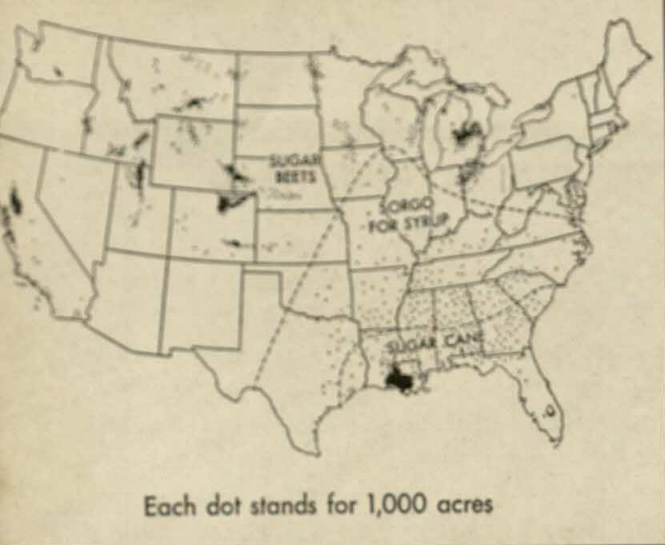 SUGAR
BEETS
SORGO
FOR SYRUP
SUGAR CANE
Each dot stands for 1,000 acres